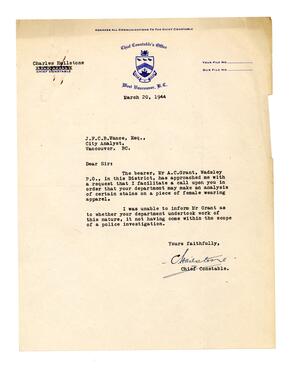 ADDRESS ALL COMMUNICATIONS TO THE CHIEF CONSTABLE
Chief Constable's Office
Charles Hailstone
CHIEF CONSTABLE
YOUR FILE NO.
OUR FILE NO.
West Vancouver, B.C.
March 20, 1944
J.F.C.B.Vance, Esq.,
City Analyst,
Vancouver. BC.
Dear Sir:
The bearer, Mr A.C.Grant, Wadsley
P.O., in this District, has approached me with
a request that I facilitate a call upon you in
order that your department may make an analysis
of certain stains on a piece of female wearing
apparel.
I was unable to inform Mr Grant as
to whether your department undertook work of
this nature, it not having come within the scope
of a police investigation.
Yours faithfully,
CHailstone
Chief Constable.